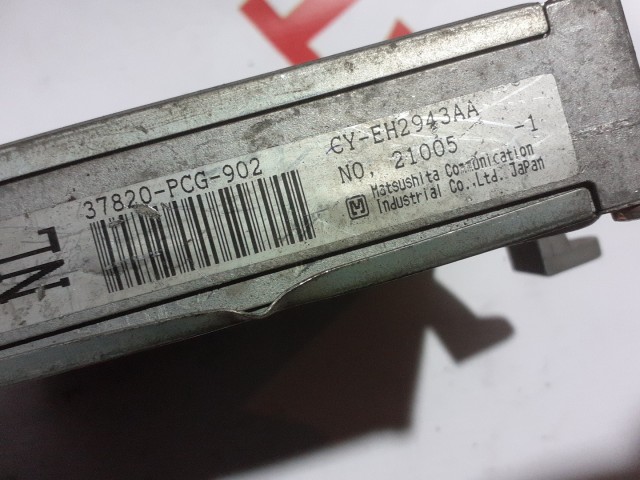 37820-PCG-902
CY-EH2943AA
NO. 21005 -1
Matsushita Communication
Industrial Co.,Ltd. Japan
M